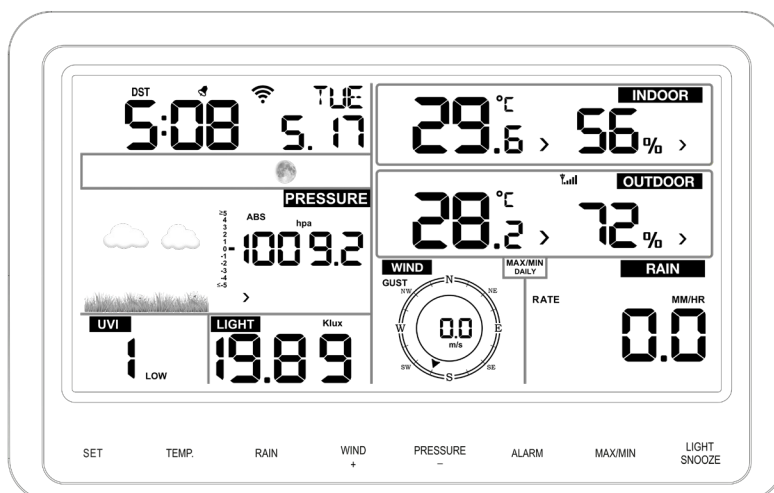 DST
TUE
5:08
5. 17
INDOOR
29.6 °C
56%
PRESSURE
≥5
4
3
2
1
0
-1
-2
-3
-4
≤-5
ABS
hpa
1009.2
OUTDOOR
28.2 °C
72%
WIND
GUST
MAX/MIN
DAILY
N
NE
E
SE
S
SW
W
NW
0.0
m/s
RAIN
RATE
MM/HR
0.0
UVI
1 LOW
LIGHT
Klux
19.89
SET
TEMP.
RAIN
WIND
+
PRESSURE
–
ALARM
MAX/MIN
LIGHT
SNOOZE